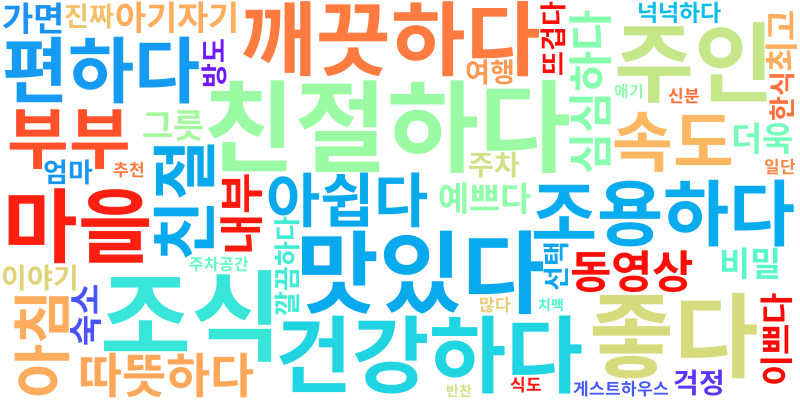 가면
진짜
아기자기
깨끗하다
뜨겁다
넉넉하다
최고
편하다
방도
여행
심심하다
주인
애기
신분
한식
부부
그릇
친절하다
속도
더욱
엄마
추천
친절
주차
일단
마을
내부
아쉽다
예쁘다
조용하다
이야기
주차공간
깔끔하다
맛있다
선택
동영상
비밀
아침
숙소
조식
많다
치맥
좋다
이쁘다
따뜻하다
건강하다
반찬
식도
게스트하우스
걱정